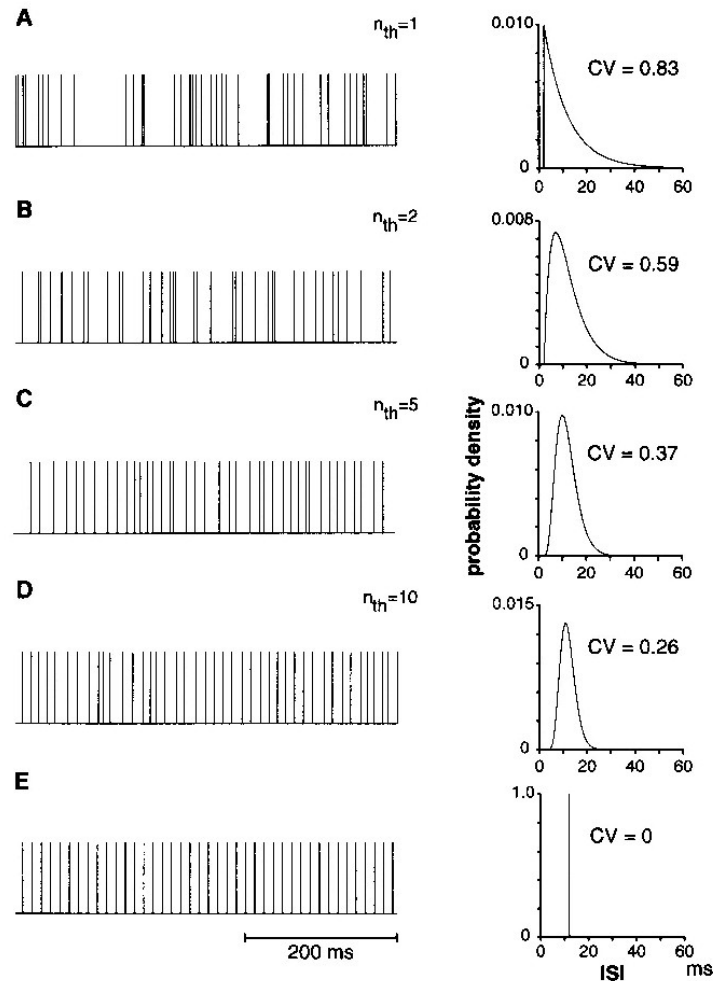 A
n_th=1
0.010
CV = 0.83
0
0 20 40 60
B
n_th=2
0.008
CV = 0.59
0
0 20 40 60
C
n_th=5
0.010
CV = 0.37
0
0 20 40 60
probability density
D
n_th=10
0.015
CV = 0.26
0
0 20 40 60
E
1.0
CV = 0
0
0 20 40 60
200 ms
ISI
ms